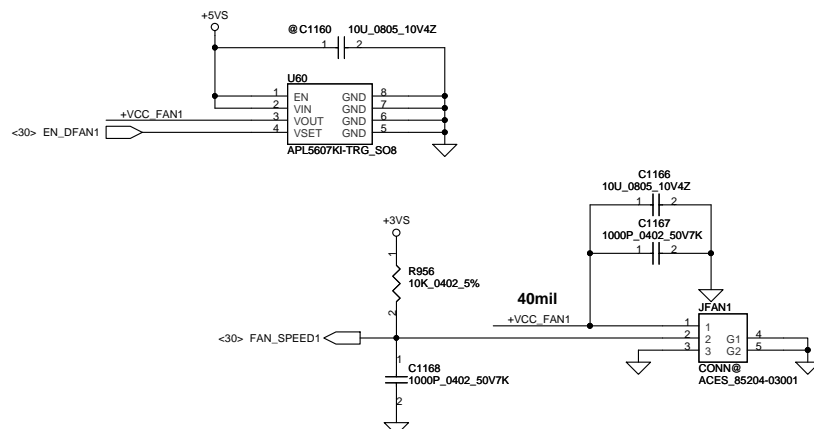 +5VS
@ C1160 10U_0805_10V4Z
1 2
U60
1 EN GND 8
2 VIN GND 7
+VCC_FAN1 3 VOUT GND 6
<30> EN_DFAN1 4 VSET GND 5
APL5607KI-TRG_SO8
C1166
10U_0805_10V4Z
1 2
C1167
1000P_0402_50V7K
1 2
+3VS
1
R956
10K_0402_5%
2
40mil
+VCC_FAN1
JFAN1
1 1
<30> FAN_SPEED1 2 2 G1 4
3 3 G2 5
CONN@
ACES_85204-03001
1
C1168
1000P_0402_50V7K
2